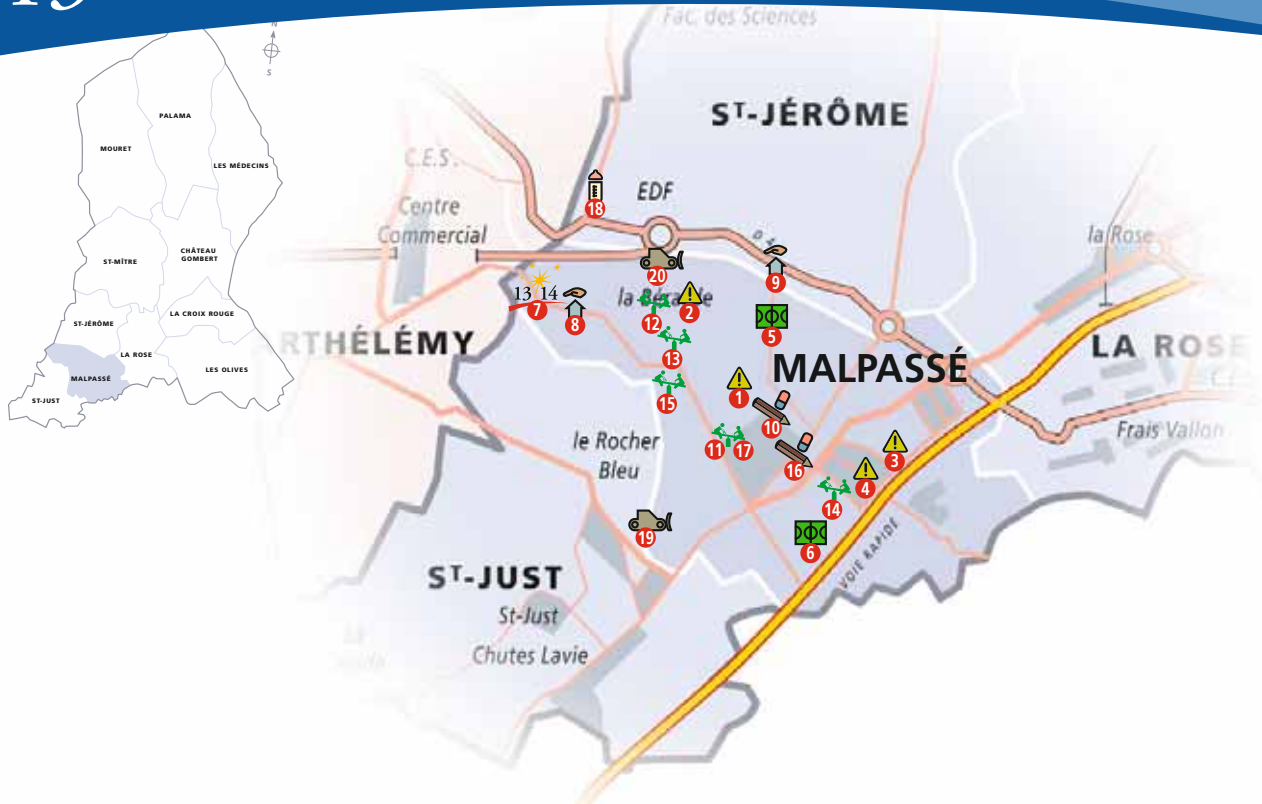 Fac. des Sciences
N
S
PALAMA
MOURET
LES MÉDECINS
ST-MÎTRE
CHÂTEAU
GOMBERT
LA CROIX ROUGE
ST-JÉRÔME
LA ROSE
LES OLIVES
MALPASSÉ
ST-JUST
ST-JÉRÔME
C.E.S.
EDF
18
Centre
Commercial
la Rose
20
9
13 14
7
8
12
2
5
RTHÉLÉMY
13
MALPASSÉ
LA ROSE
15
1
10
Frais Vallon
le Rocher
Bleu
11
17
16
3
4
14
19
6
VOIE RAPIDE
ST-JUST
St-Just
Chutes Lavie